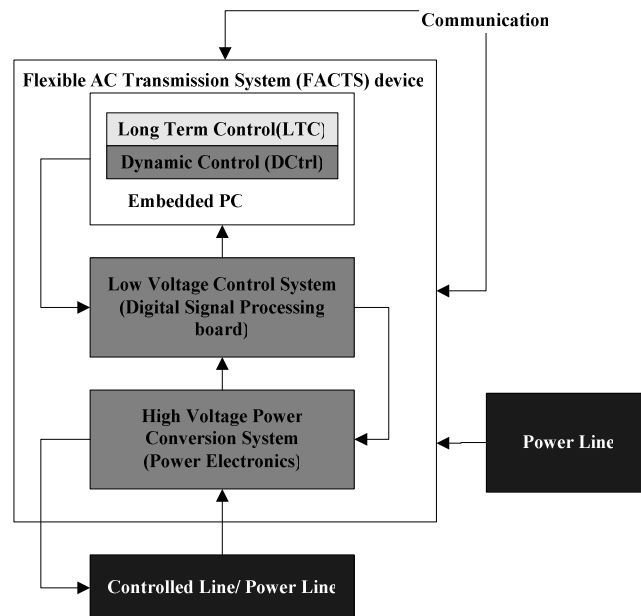 Communication
Flexible AC Transmission System (FACTS) device
Long Term Control(LTC)
Dynamic Control (DCtrl)
Embedded PC
Low Voltage Control System
(Digital Signal Processing
board)
High Voltage Power
Conversion System
(Power Electronics)
Power Line
Controlled Line/ Power Line